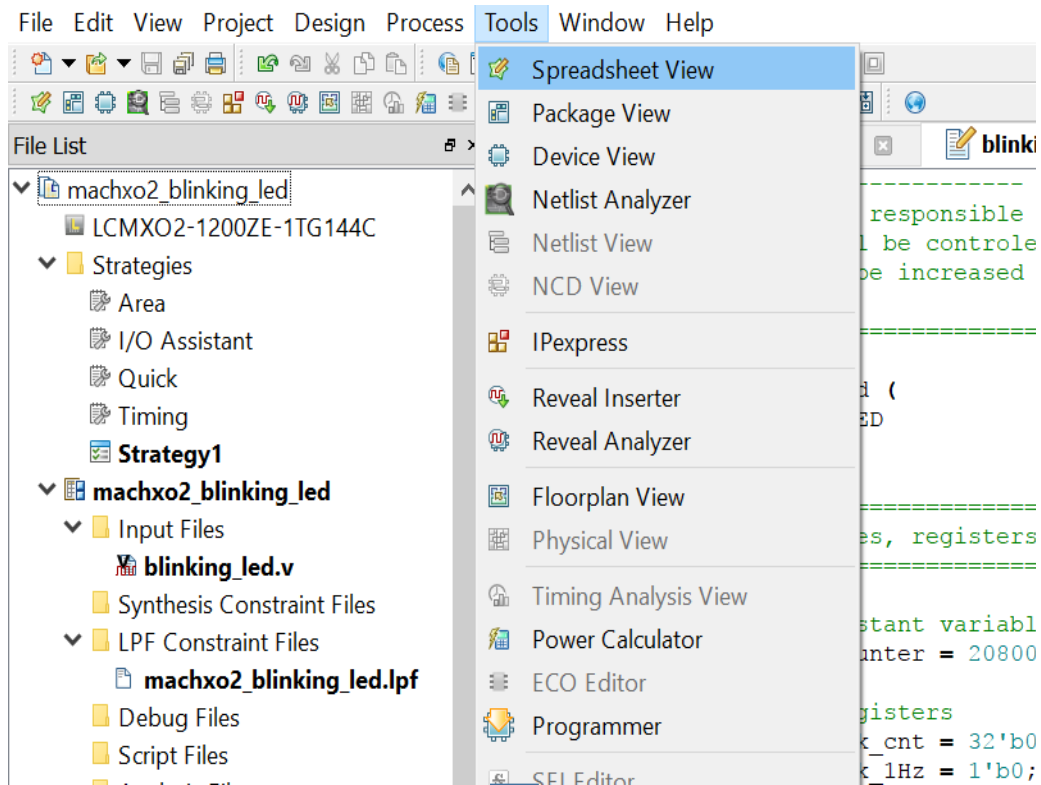 File Edit View Project Design Process Tools Window Help
File List
machxo2_blinking_led
LCMXO2-1200ZE-1TG144C
Strategies
Area
I/O Assistant
Quick
Timing
Strategy1
machxo2_blinking_led
Input Files
blinking_led.v
Synthesis Constraint Files
LPF Constraint Files
machxo2_blinking_led.lpf
Debug Files
Script Files
Spreadsheet View
Package View
Device View
Netlist Analyzer
Netlist View
NCD View
IPexpress
Reveal Inserter
Reveal Analyzer
Floorplan View
Physical View
Timing Analysis View
Power Calculator
ECO Editor
Programmer
SEI Editor
blinki
------------
responsible
l be controle
be increased
============
d (
ED
============
es, registers
============
stant variabl
unter = 20800
gisters
k_cnt = 32'b0
k_1Hz = 1'b0;